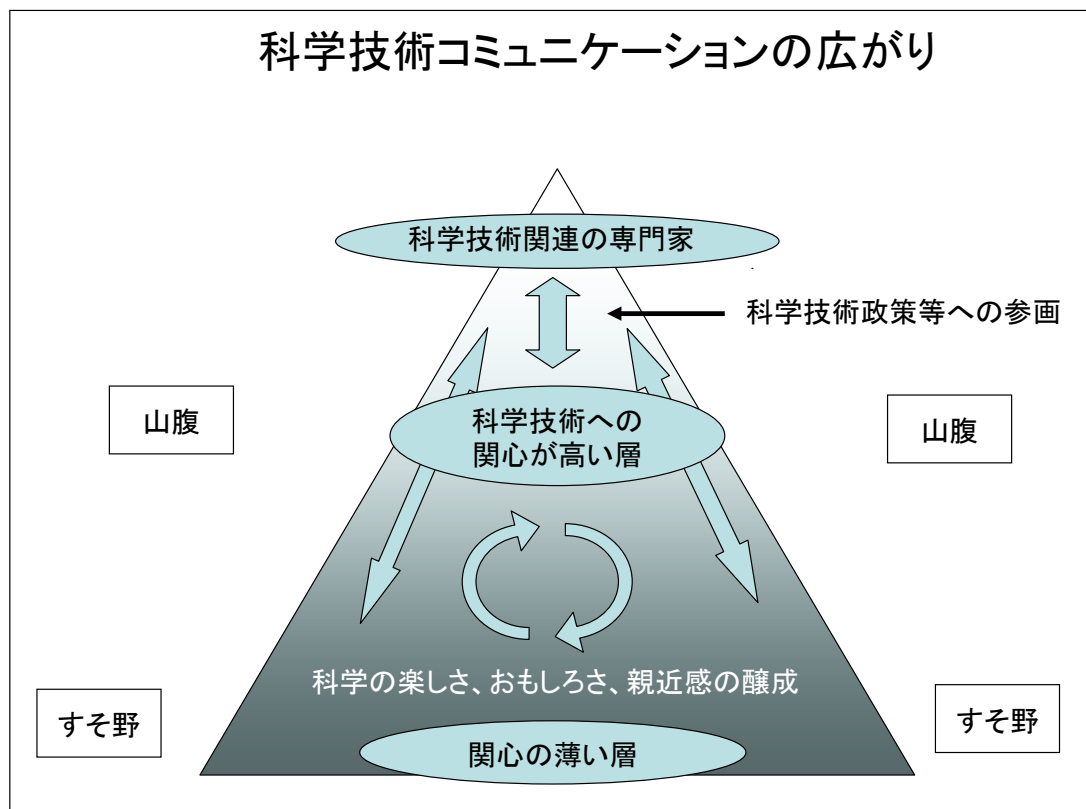 科学技術コミュニケーションの広がり
科学技術関連の専門家
科学技術政策等への参画
山腹
科学技術への
関心が高い層
山腹
科学の楽しさ、おもしろさ、親近感の醸成
すそ野
すそ野
関心の薄い層